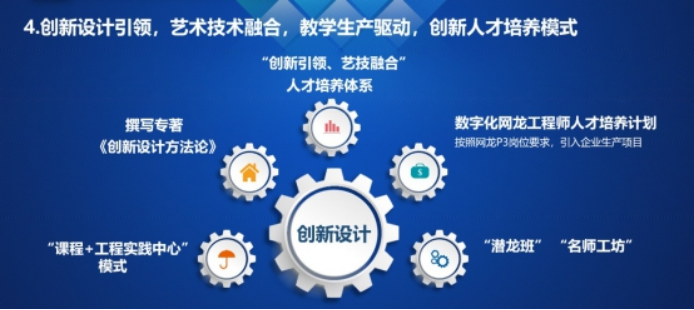 4.创新设计引领，艺术技术融合，教学生产驱动，创新人才培养模式
“创新引领、艺技融合”
人才培养体系
撰写专著
《创新设计方法论》
数字化网龙工程师人才培养计划
按照网龙P3岗位要求，引入企业生产项目
创新设计
“课程+工程实践中心”
模式
“潜龙班” “名师工坊”